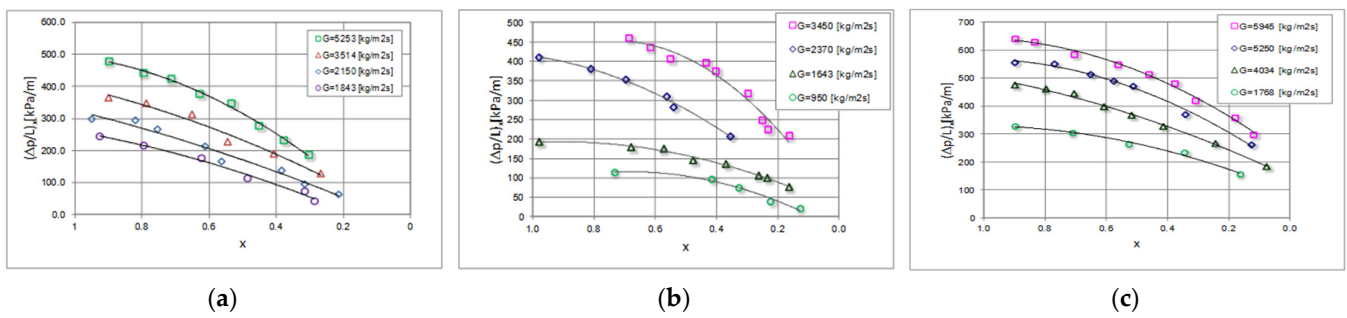 600.0
500.0
400.0
300.0
200.0
100.0
0.0
1
0.8
0.6
0.4
0.2
0
(Δp/L)ₐ[kPa/m]
x
G=5253 [kg/m2s]
G=3514 [kg/m2s]
G=2150 [kg/m2s]
G=1843 [kg/m2s]
(a)
500
450
400
350
300
250
200
150
100
50
0
1.0
0.8
0.6
0.4
0.2
0.0
(Δp/L)ₐ[kPa/m]
x
G=3450 [kg/m2s]
G=2370 [kg/m2s]
G=1643 [kg/m2s]
G=950 [kg/m2s]
(b)
700
600
500
400
300
200
100
0
1.0
0.8
0.6
0.4
0.2
0.0
(Δp/L)ₐ[kPa/m]
x
G=5945 [kg/m2s]
G=5250 [kg/m2s]
G=4034 [kg/m2s]
G=1768 [kg/m2s]
(c)